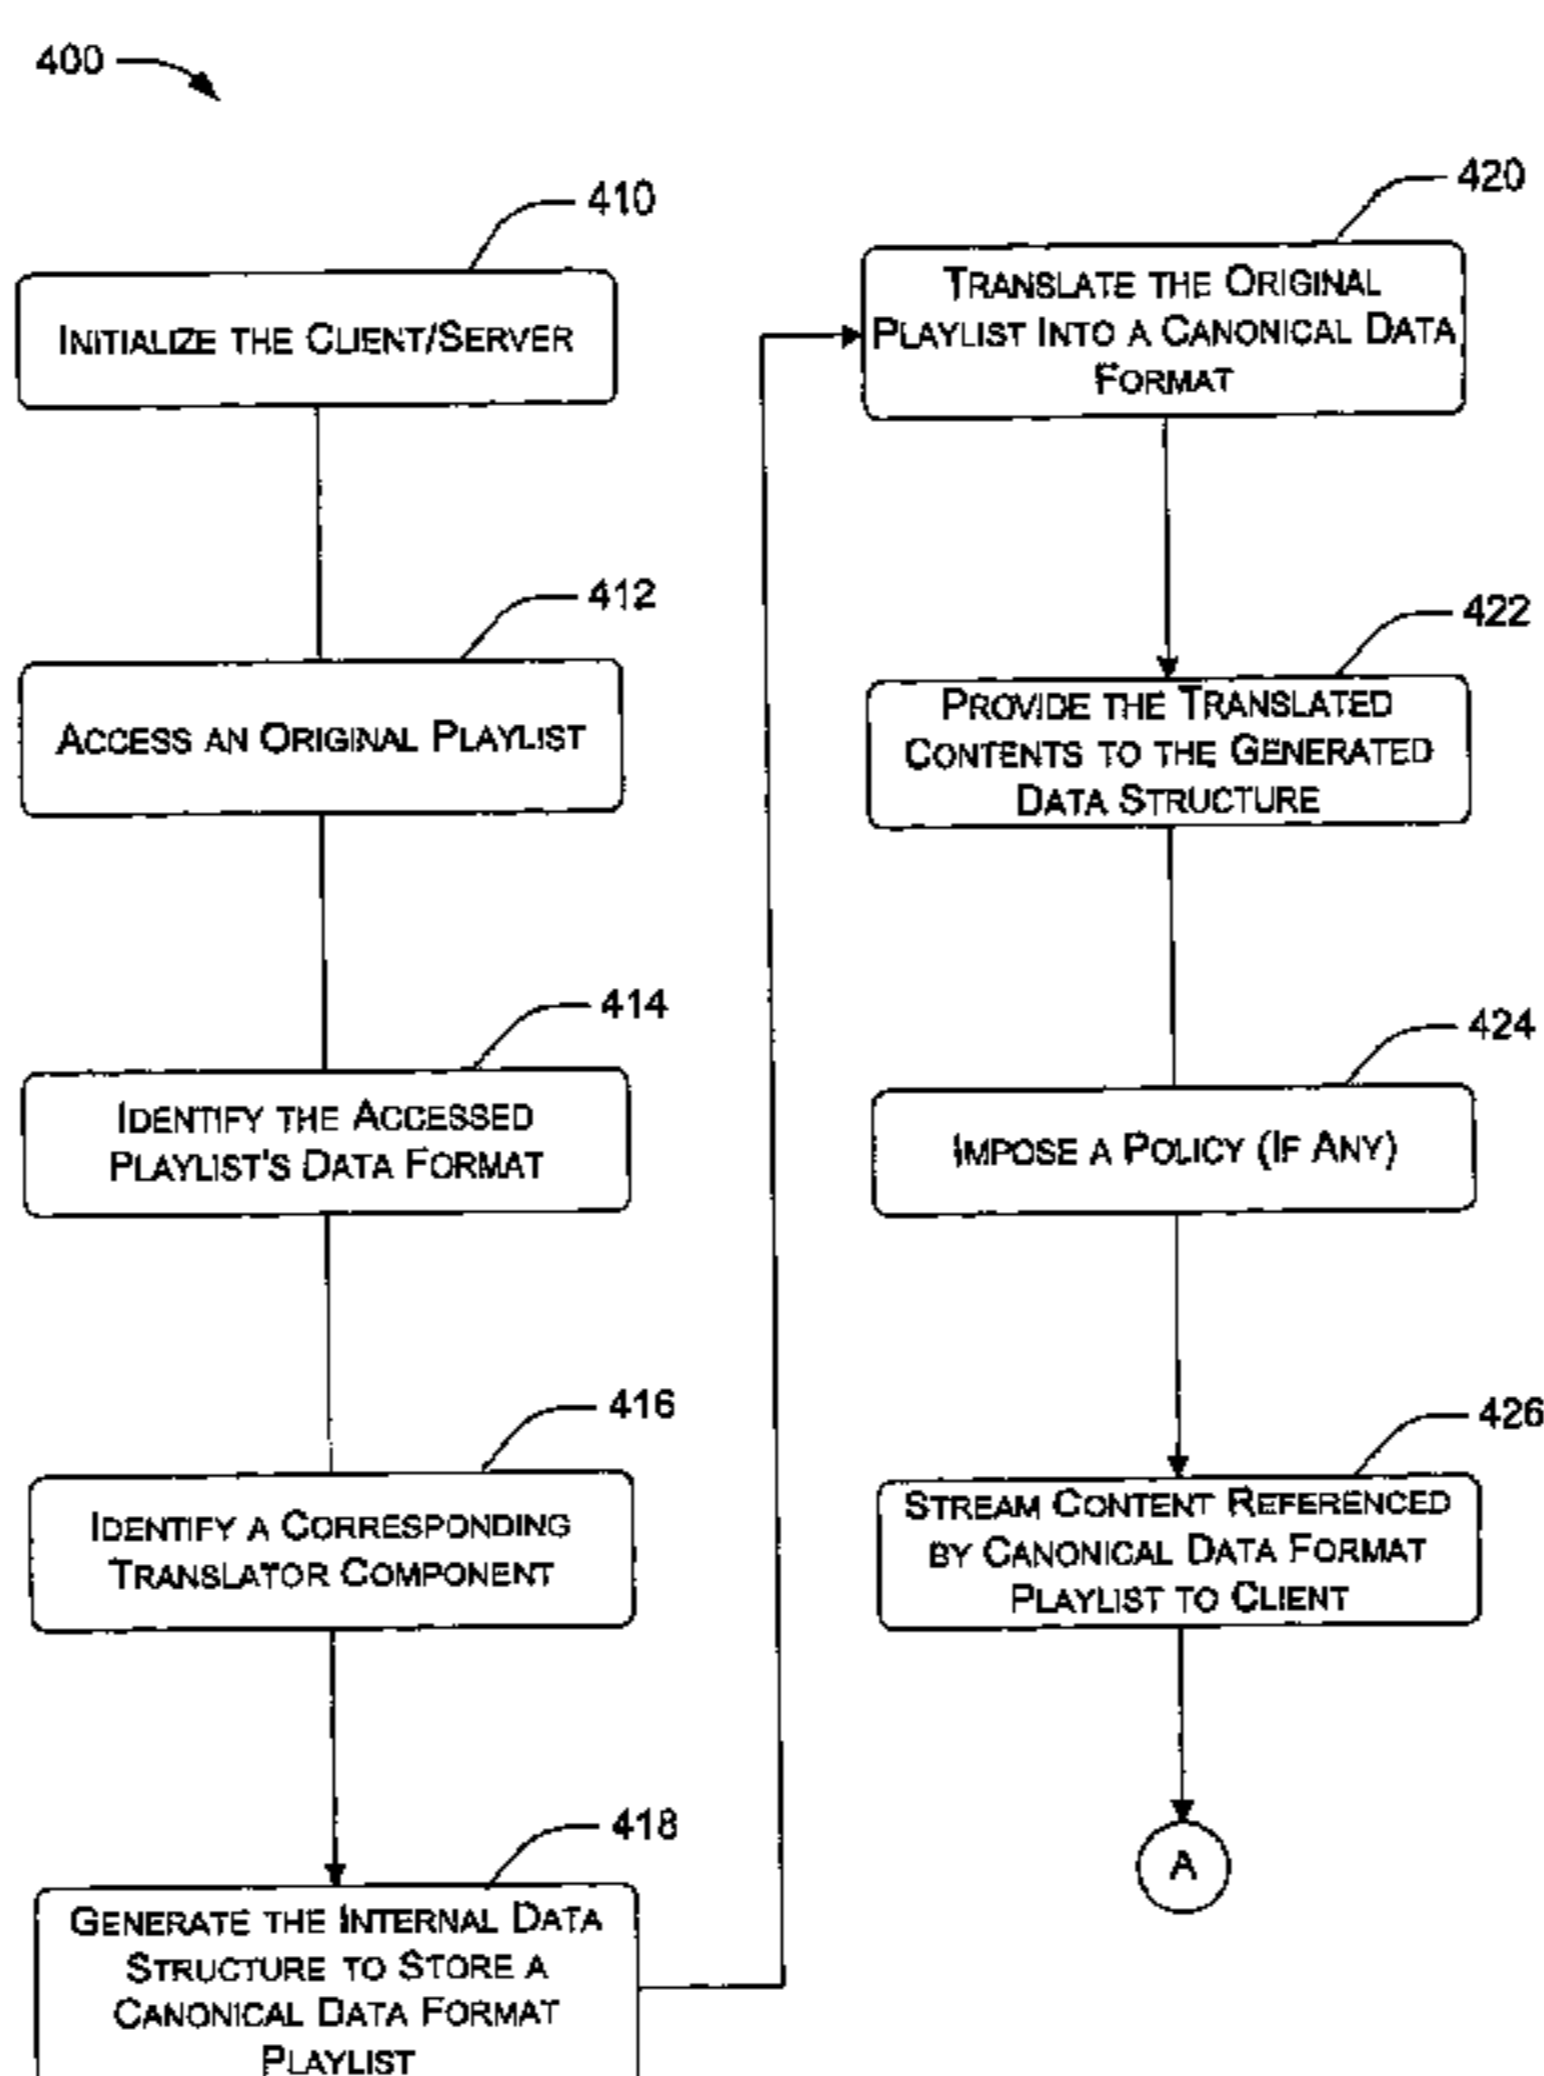 400
410
INITIALIZE THE CLIENT/SERVER
412
ACCESS AN ORIGINAL PLAYLIST
414
IDENTIFY THE ACCESSED
PLAYLIST'S DATA FORMAT
416
IDENTIFY A CORRESPONDING
TRANSLATOR COMPONENT
418
GENERATE THE INTERNAL DATA
STRUCTURE TO STORE A
CANONICAL DATA FORMAT
PLAYLIST
420
TRANSLATE THE ORIGINAL
PLAYLIST INTO A CANONICAL DATA
FORMAT
422
PROVIDE THE TRANSLATED
CONTENTS TO THE GENERATED
DATA STRUCTURE
424
IMPOSE A POLICY (IF ANY)
426
STREAM CONTENT REFERENCED
BY CANONICAL DATA FORMAT
PLAYLIST TO CLIENT
A